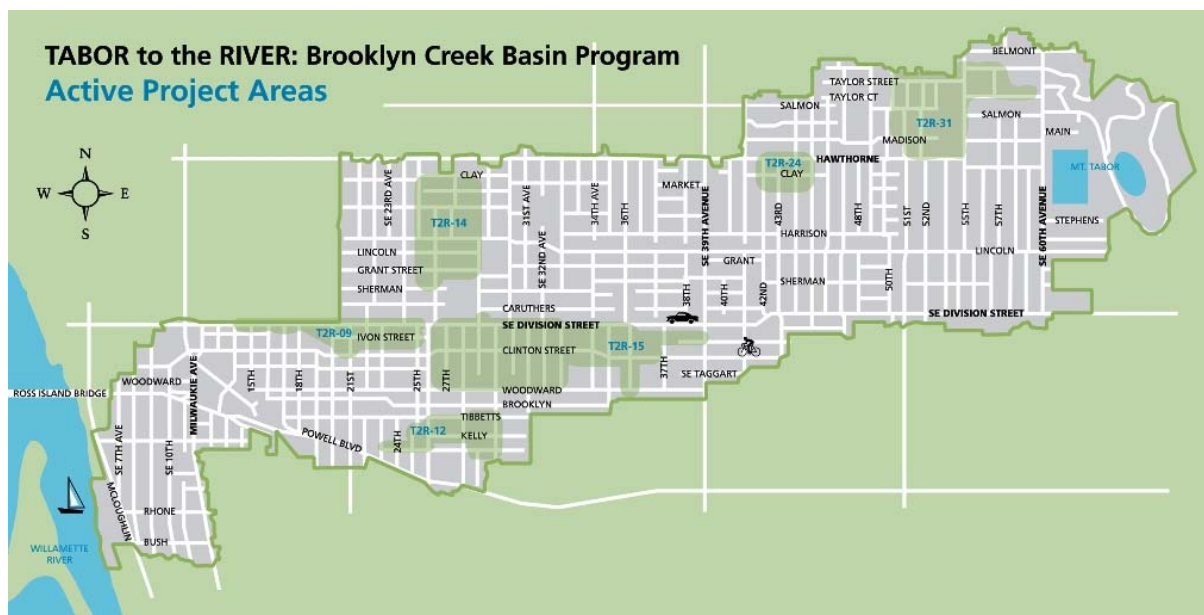 TABOR to the RIVER: Brooklyn Creek Basin Program
Active Project Areas
N
W
E
S
BELMONT
TAYLOR STREET
TAYLOR CT
SALMON
T2R-31
SALMON
MADISON
MAIN
HAWTHORNE
T2R-24
CLAY
MT. TABOR
CLAY
MARKET
SE 23RD AVE
T2R-14
31ST AVE
34TH AVE
36TH
SE 39TH AVENUE
43RD
48TH
51ST
52ND
55TH
57TH
SE 60TH AVENUE
STEPHENS
HARRISON
LINCOLN
LINCOLN
GRANT STREET
SHERMAN
SE 32ND AVE
GRANT
SHERMAN
50TH
38TH
40TH
42ND
CARUTHERS
SE DIVISION STREET
SE DIVISION STREET
T2R-09
IVON STREET
CLINTON STREET
T2R-15
37TH
SE TAGGART
MILWAUKIE AVE
15TH
18TH
21ST
25TH
27TH
WOODWARD
WOODWARD
ROSS ISLAND BRIDGE
BROOKLYN
TIBBETTS
T2R-12
KELLY
24TH
POWELL BLVD
SE 7TH AVE
SE 10TH
MCLOUGHLIN
RHONE
BUSH
WILLAMETTE
RIVER